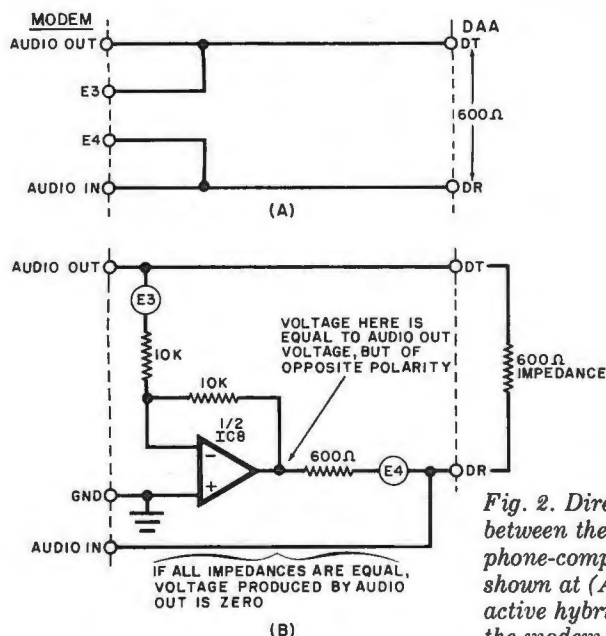 MODEM
DAA
AUDIO OUT
DT
E3
600Ω
E4
AUDIO IN
DR
(A)
AUDIO OUT
DT
E3
VOLTAGE HERE IS
EQUAL TO AUDIO OUT
VOLTAGE, BUT OF
OPPOSITE POLARITY
10K
10K
600Ω
IMPEDANCE
1/2
IC8
600Ω
-
+
E4
DR
GND
AUDIO IN
IF ALL IMPEDANCES ARE EQUAL,
VOLTAGE PRODUCED BY AUDIO
OUT IS ZERO
(B)
Fig. 2. Dire
between the
phone-comp
shown at (A
active hybri
the modem